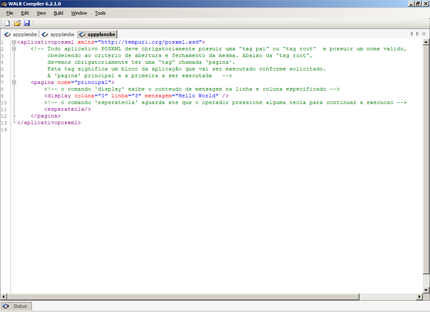 WALK Compiler 6.2.1.0
File Edit View Build Window Tools
appplanobe appplanobe appplanobe
1 <aplicativoposxml xmlns="http://tempuri.org/posxml.xsd">
2 <!-- Todo aplicativo POSXML deve obrigatoriamente possuir uma "tag pai" ou "tag root" e possuir um nome valido,
3 obedecendo ao criterio de abertura e fechamento da mesma. Abaixo da "tag root",
4 devemos obrigatoriamente ter uma "tag" chamada 'pagina'.
5 Esta tag significa um bloco da aplicação que vai ser executado conforme solicitado.
6 A 'pagina' principal e a primeira a ser executada -->
7 <pagina nome="principal">
8 <!-- o comando 'display' exibe o conteudo de mensagem na linha e coluna especificado -->
9 <display coluna="0" linha="3" mensagem="Hello World" />
10 <!-- o comando 'esperatecla' aguarda ate que o operador pressione alguma tecla para continuar a execucao -->
11 <esperatecla/>
12 </pagina>
13 </aplicativoposxml>
14
Status